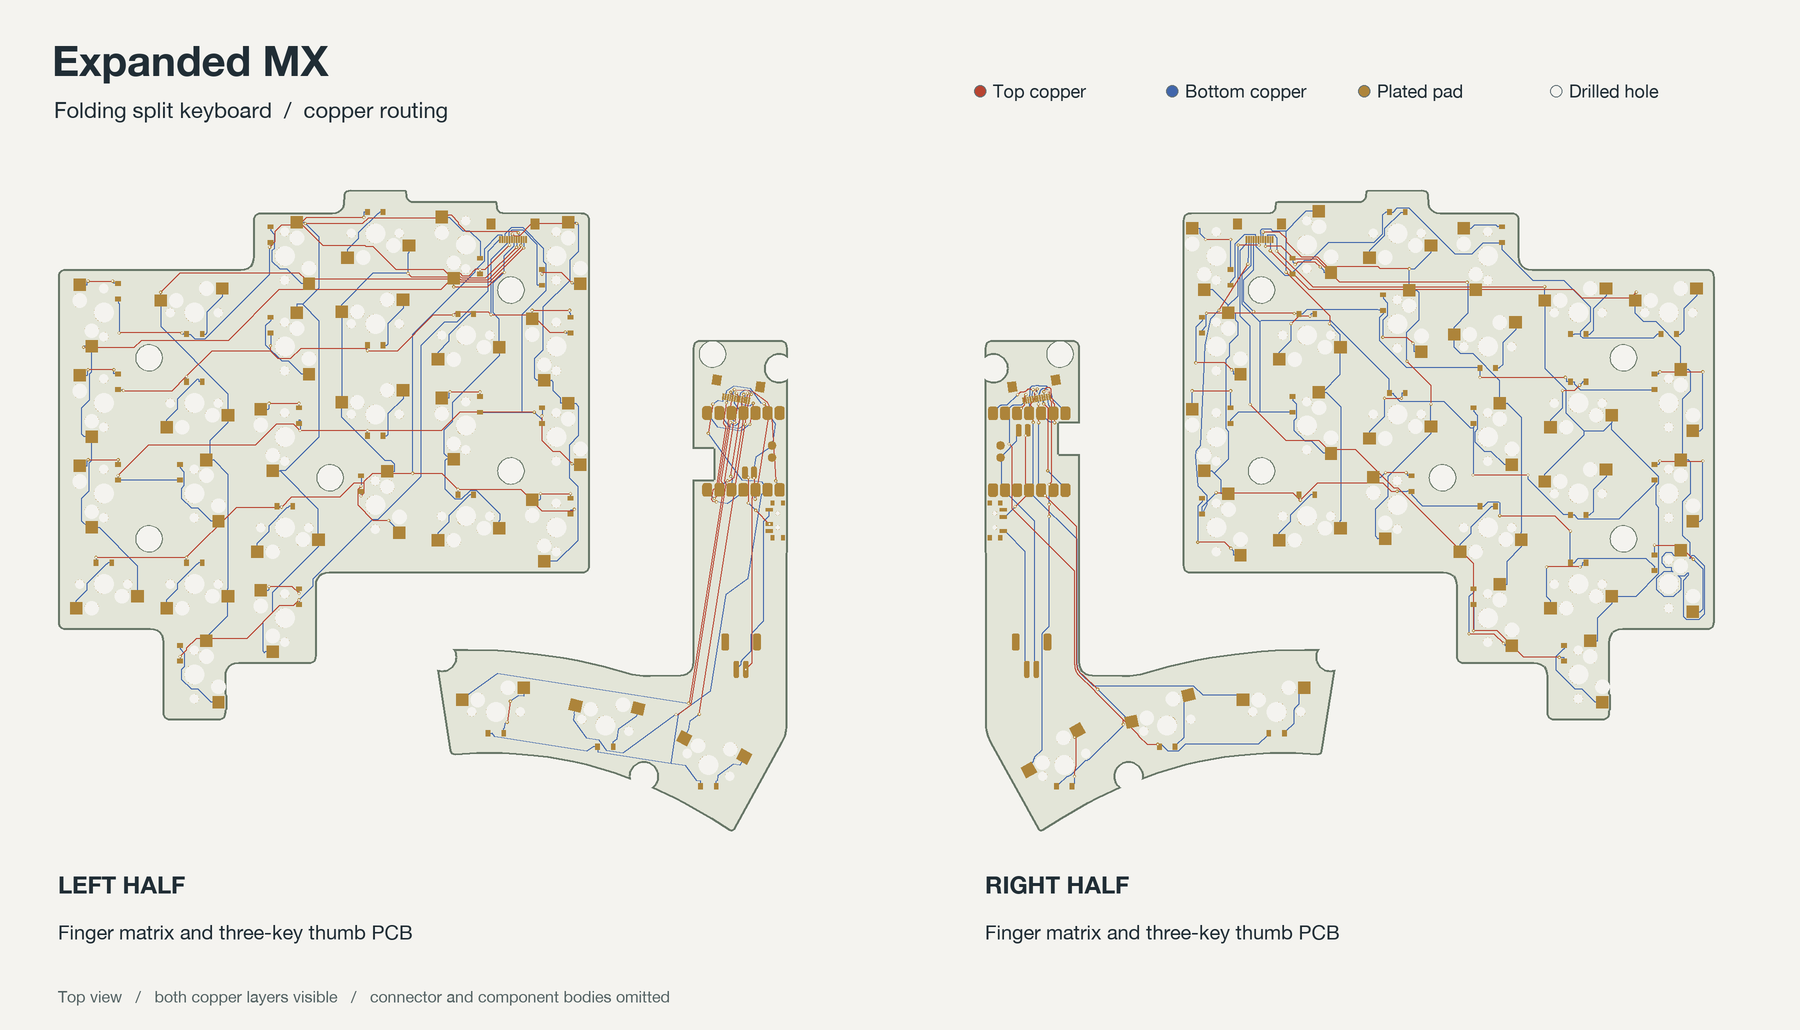 Expanded MX
Folding split keyboard / copper routing
Top copper
Bottom copper
Plated pad
Drilled hole
LEFT HALF
Finger matrix and three-key thumb PCB
RIGHT HALF
Finger matrix and three-key thumb PCB
Top view / both copper layers visible / connector and component bodies omitted